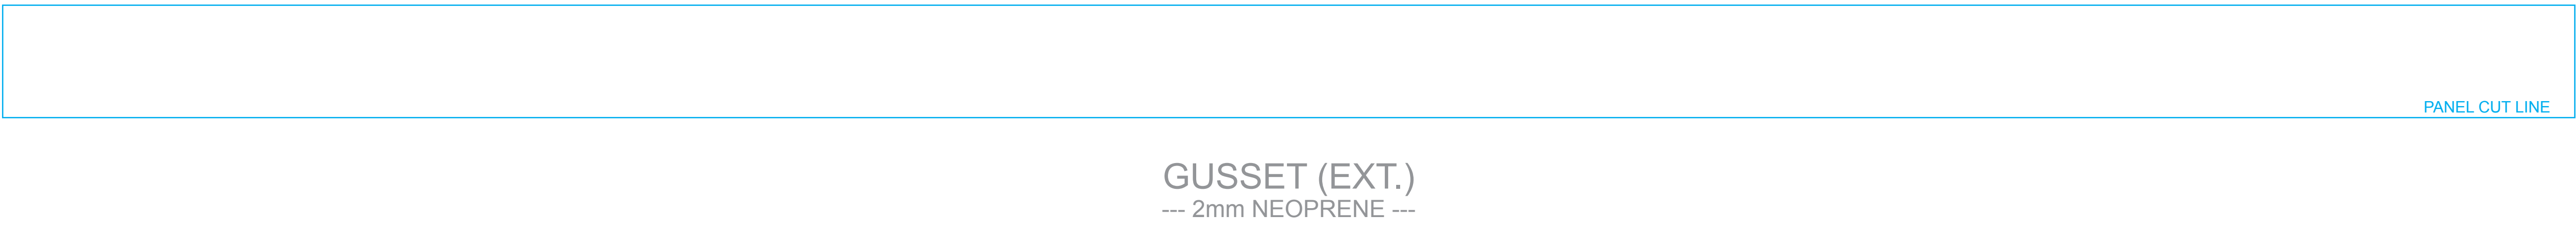 PANEL CUT LINE
GUSSET (EXT.)
--- 2mm NEOPRENE ---